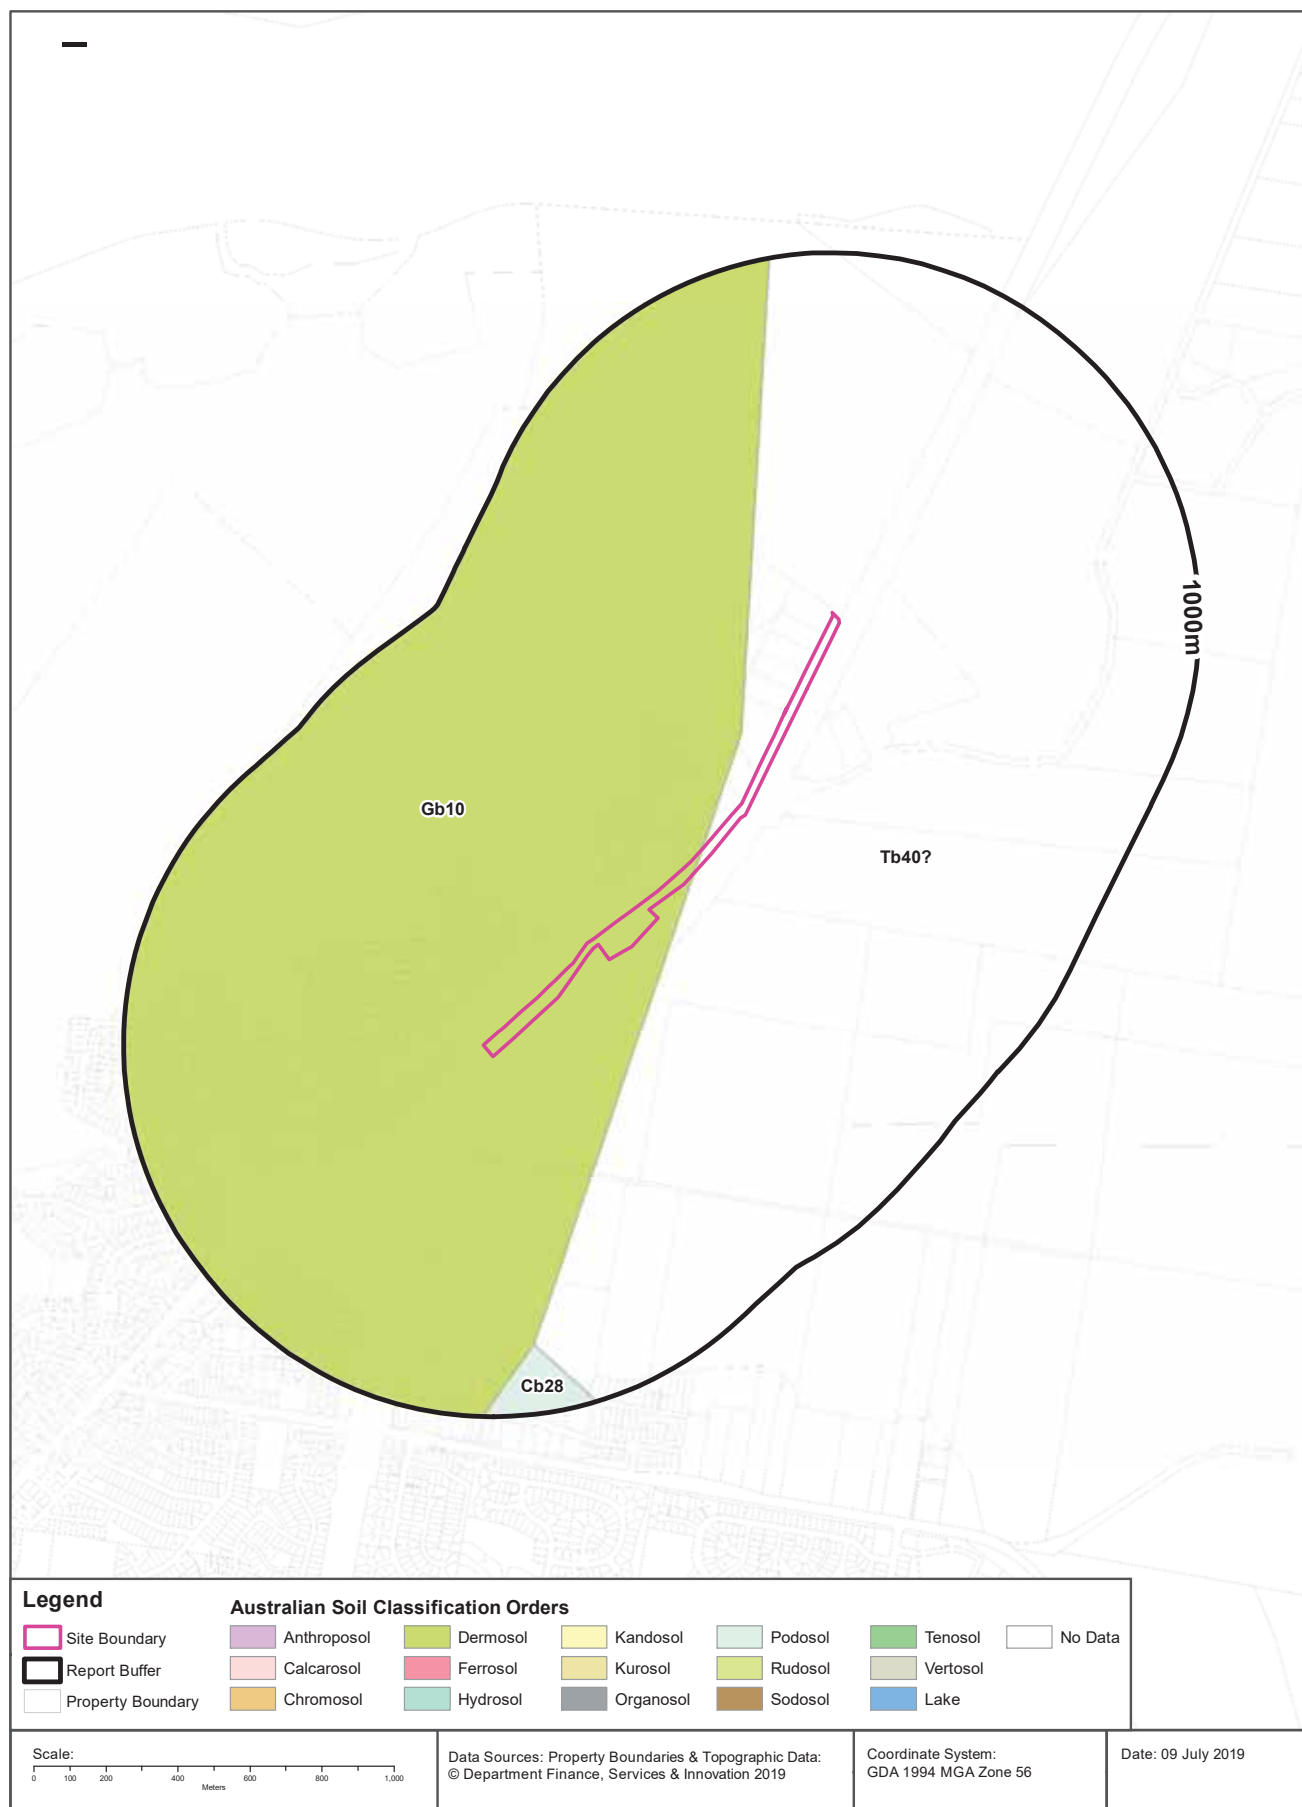 1000m
Gb10
Tb40?
Cb28
Legend
Site Boundary
Report Buffer
Property Boundary
Australian Soil Classification Orders
Anthroposol
Calcarosol
Chromosol
Dermosol
Ferrosol
Hydrosol
Kandosol
Kurosol
Organosol
Podosol
Rudosol
Sodosol
Tenosol
Vertosol
Lake
No Data
Scale:
0 100 200 400 600 800 1,000
Meters
Data Sources: Property Boundaries & Topographic Data:
© Department Finance, Services & Innovation 2019
Coordinate System:
GDA 1994 MGA Zone 56
Date: 09 July 2019